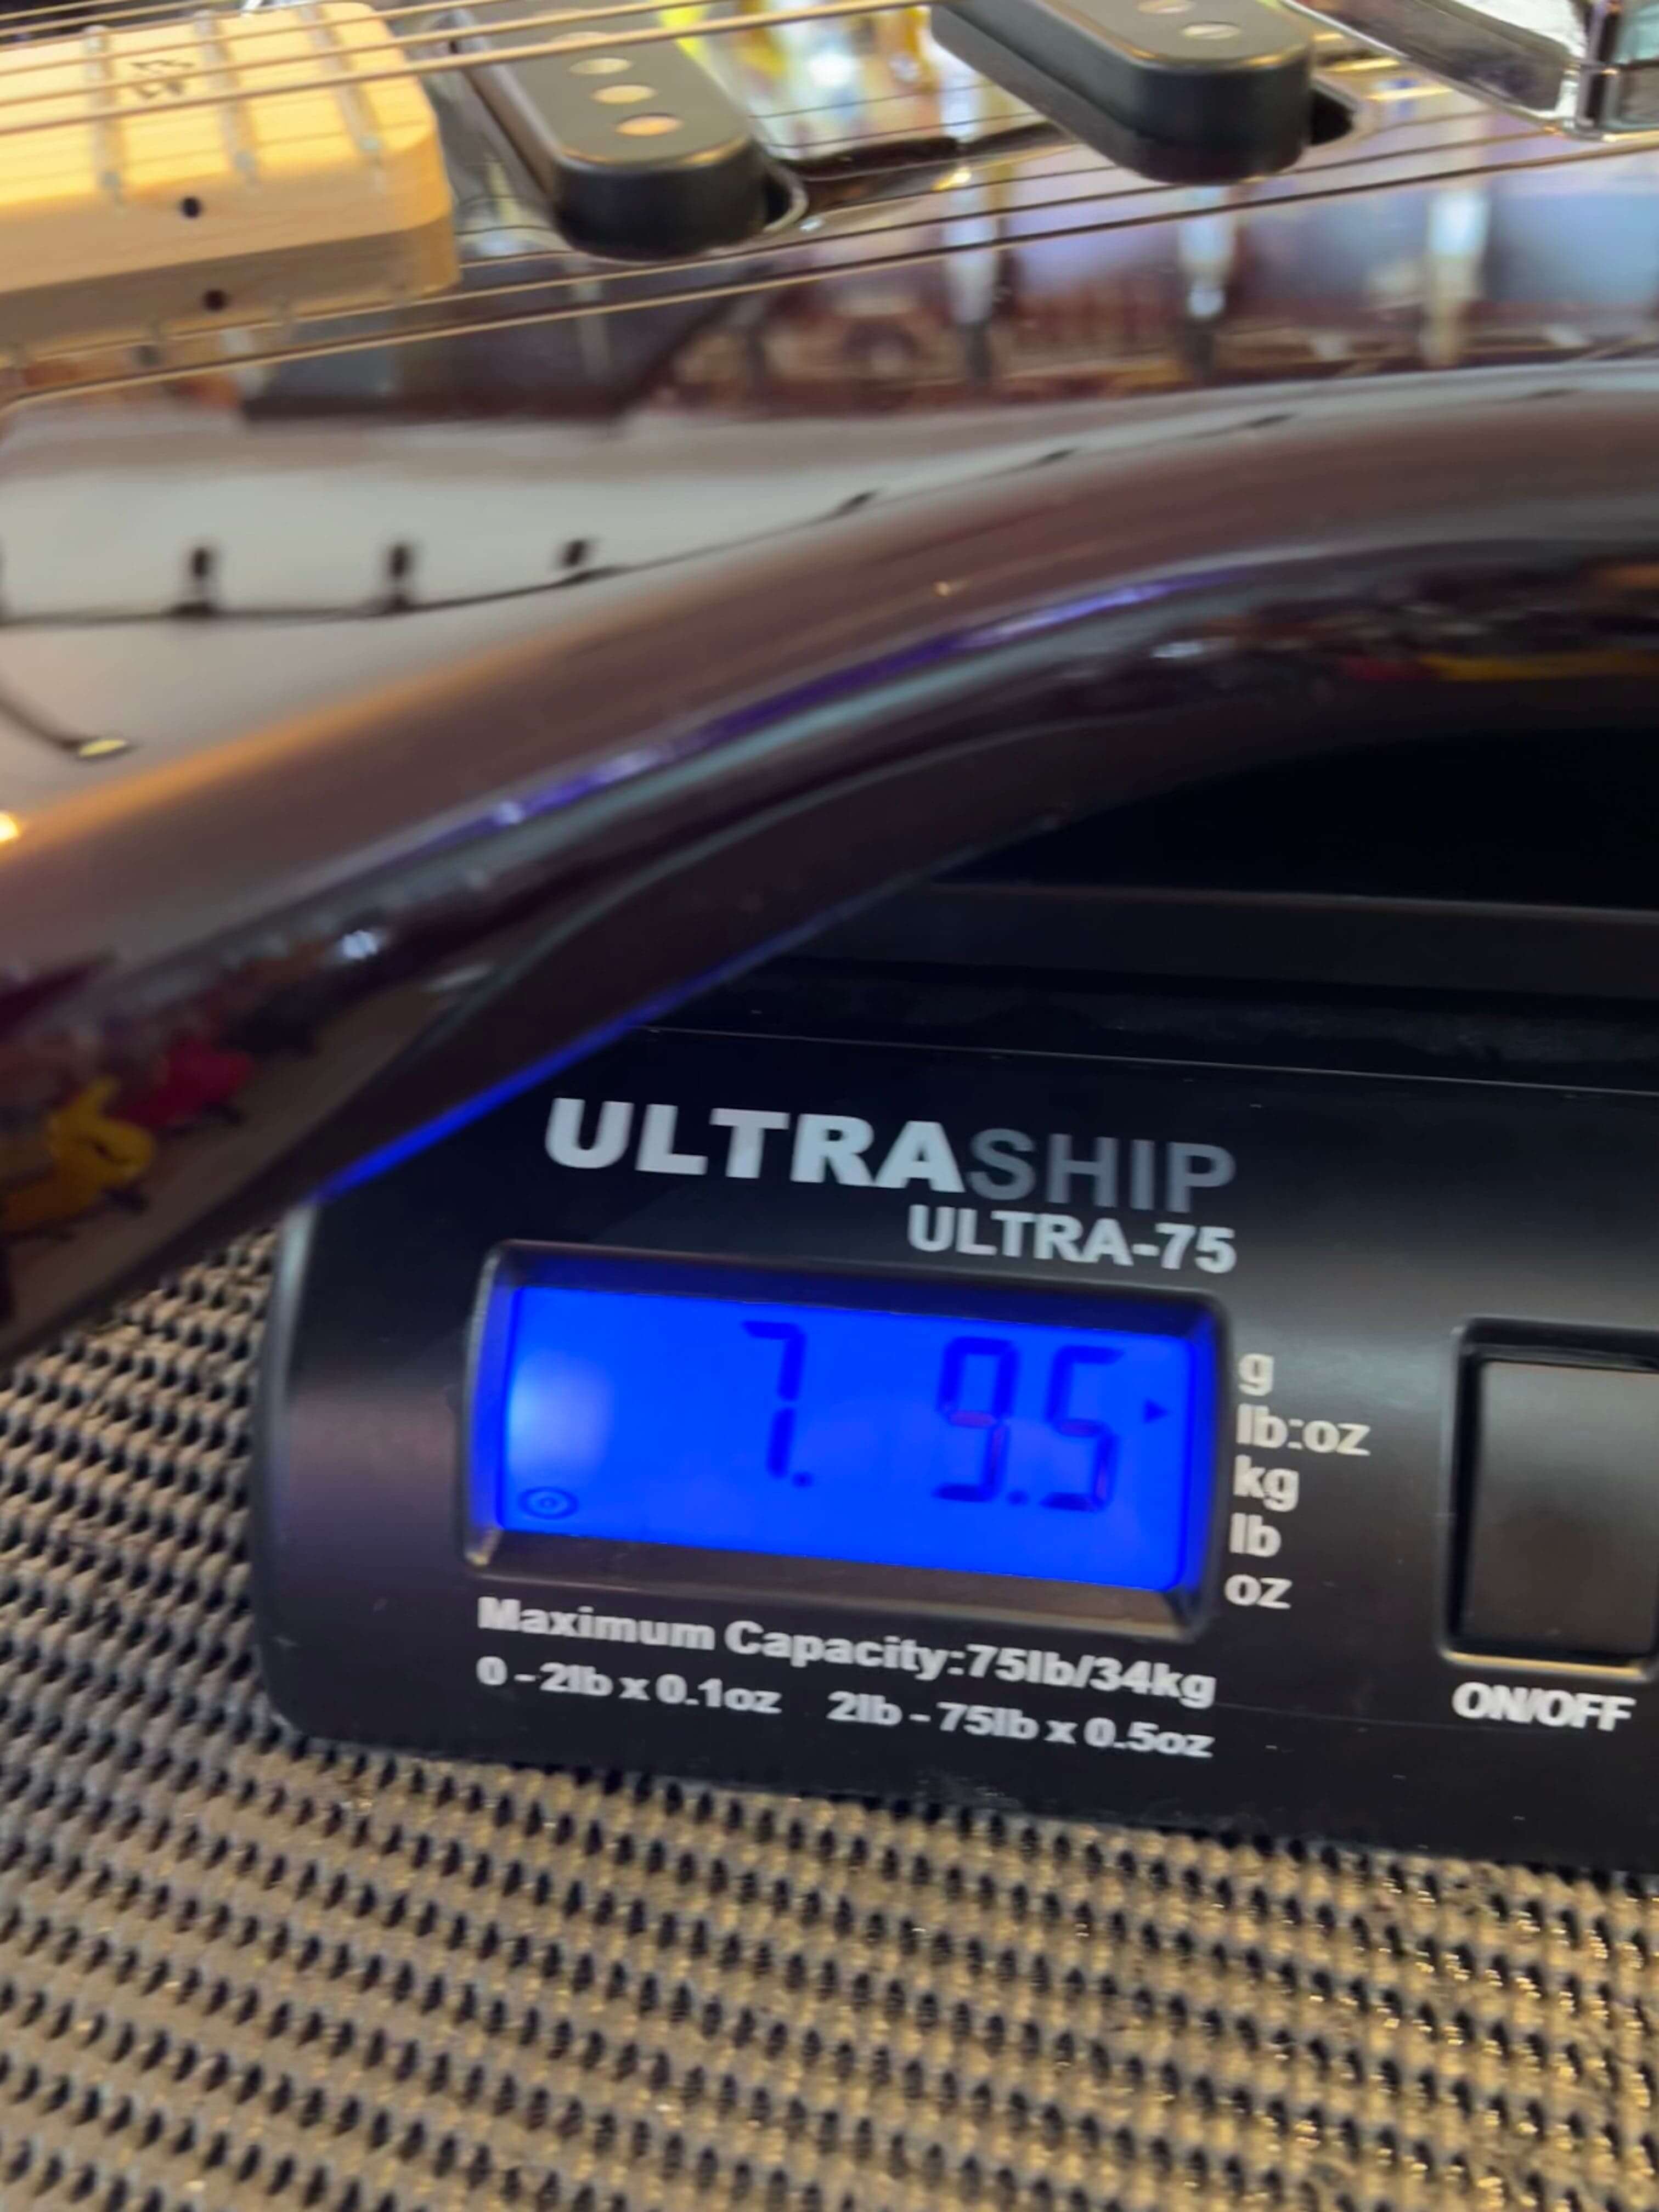 ULTRASHIP
ULTRA-75
7. 9.5
g
lb:oz
kg
lb
oz
Maximum Capacity:75lb/34kg
0 - 2lb x 0.1oz 2lb - 75lb x 0.5oz
ON/OFF